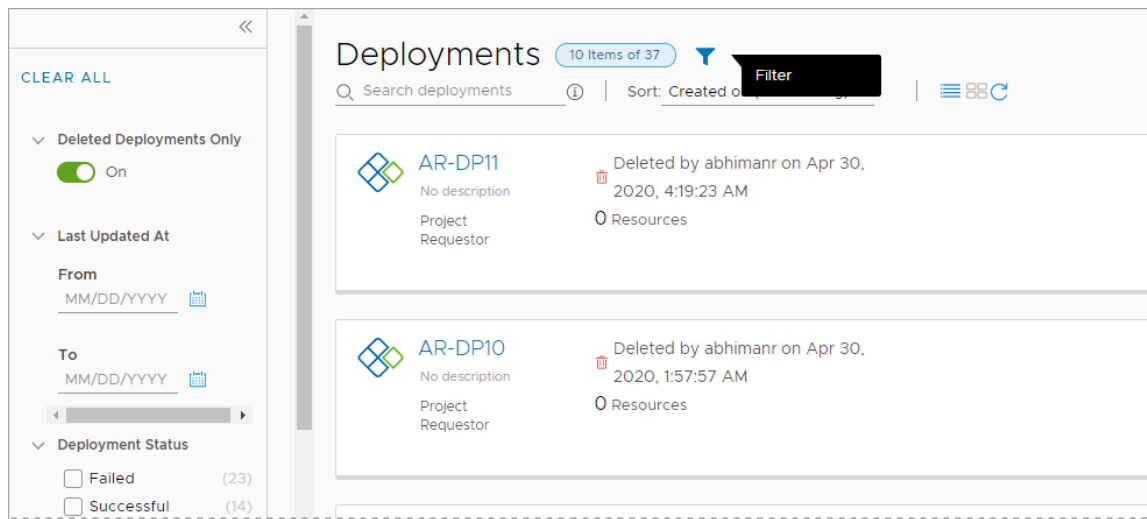 CLEAR ALL
Deleted Deployments Only
On
Last Updated At
From
MM/DD/YYYY
To
MM/DD/YYYY
Deployment Status
Failed (23)
Successful (14)
Deployments 10 Items of 37
Filter
Search deployments Sort: Created
AR-DP11
No description
Project
Requestor
Deleted by abhimanr on Apr 30,
2020, 4:19:23 AM
0 Resources
AR-DP10
No description
Project
Requestor
Deleted by abhimanr on Apr 30,
2020, 1:57:57 AM
0 Resources